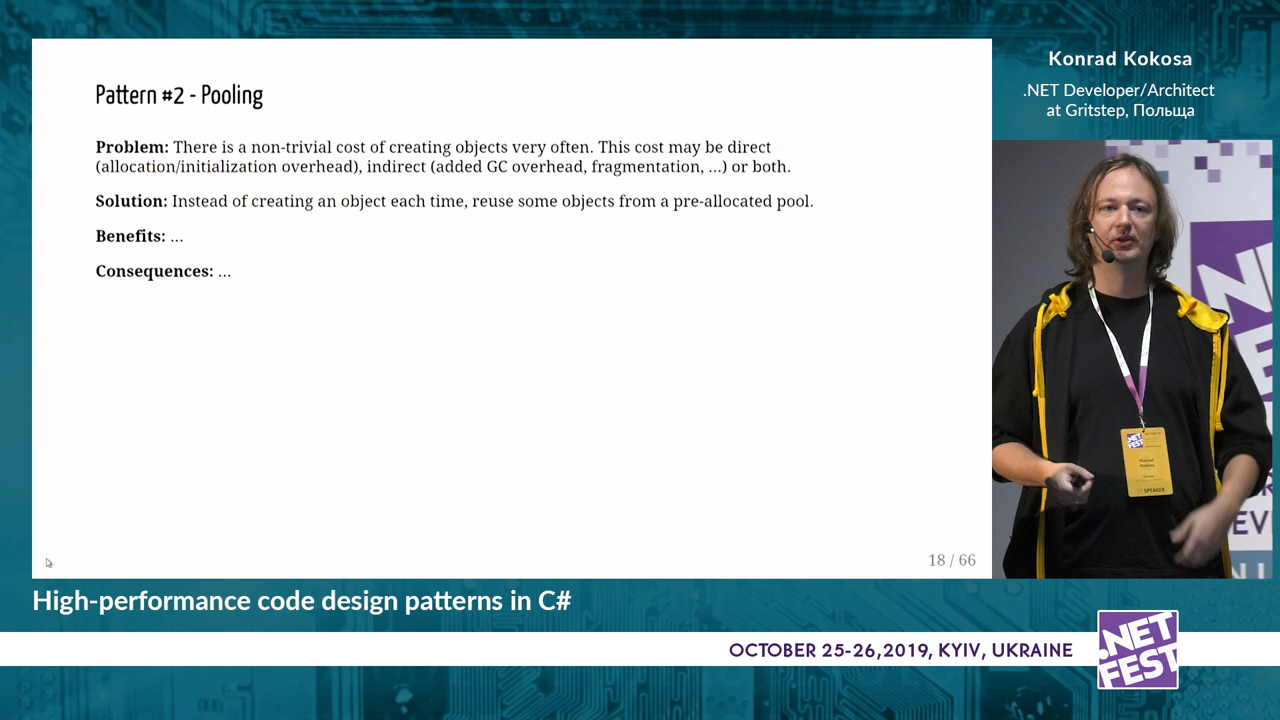 Pattern #2 - Pooling
Problem: There is a non-trivial cost of creating objects very often. This cost may be direct
(allocation/initialization overhead), indirect (added GC overhead, fragmentation, ...) or both.
Solution: Instead of creating an object each time, reuse some objects from a pre-allocated pool.
Benefits: ...
Consequences: ...
18 / 66
Konrad Kokosa
.NET Developer/Architect
at Gritstep, Польща
SPEAKER
High-performance code design patterns in C#
OCTOBER 25-26,2019, KYIV, UKRAINE
.NET
FEST